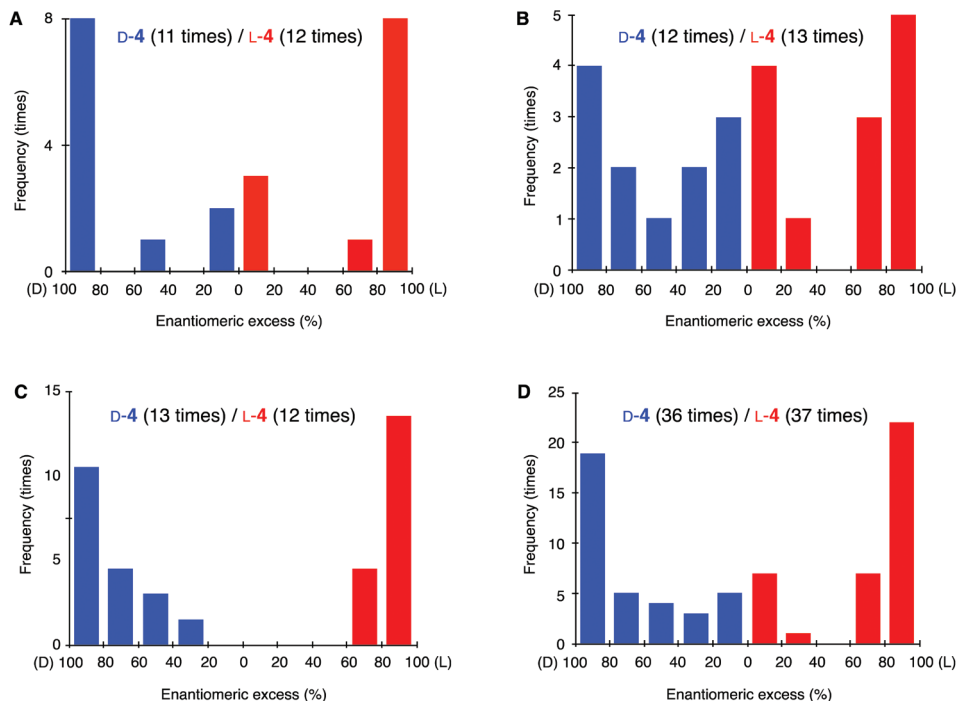 A
D-4 (11 times) / L-4 (12 times)
Frequency (times)
8
4
0
(D) 100 80 60 40 20 0 20 40 60 80 100 (L)
Enantiomeric excess (%)
B
D-4 (12 times) / L-4 (13 times)
Frequency (times)
5
4
3
2
1
0
(D) 100 80 60 40 20 0 20 40 60 80 100 (L)
Enantiomeric excess (%)
C
D-4 (13 times) / L-4 (12 times)
Frequency (times)
15
10
5
0
(D) 100 80 60 40 20 0 20 40 60 80 100 (L)
Enantiomeric excess (%)
D
D-4 (36 times) / L-4 (37 times)
Frequency (times)
25
20
15
10
5
0
(D) 100 80 60 40 20 0 20 40 60 80 100 (L)
Enantiomeric excess (%)